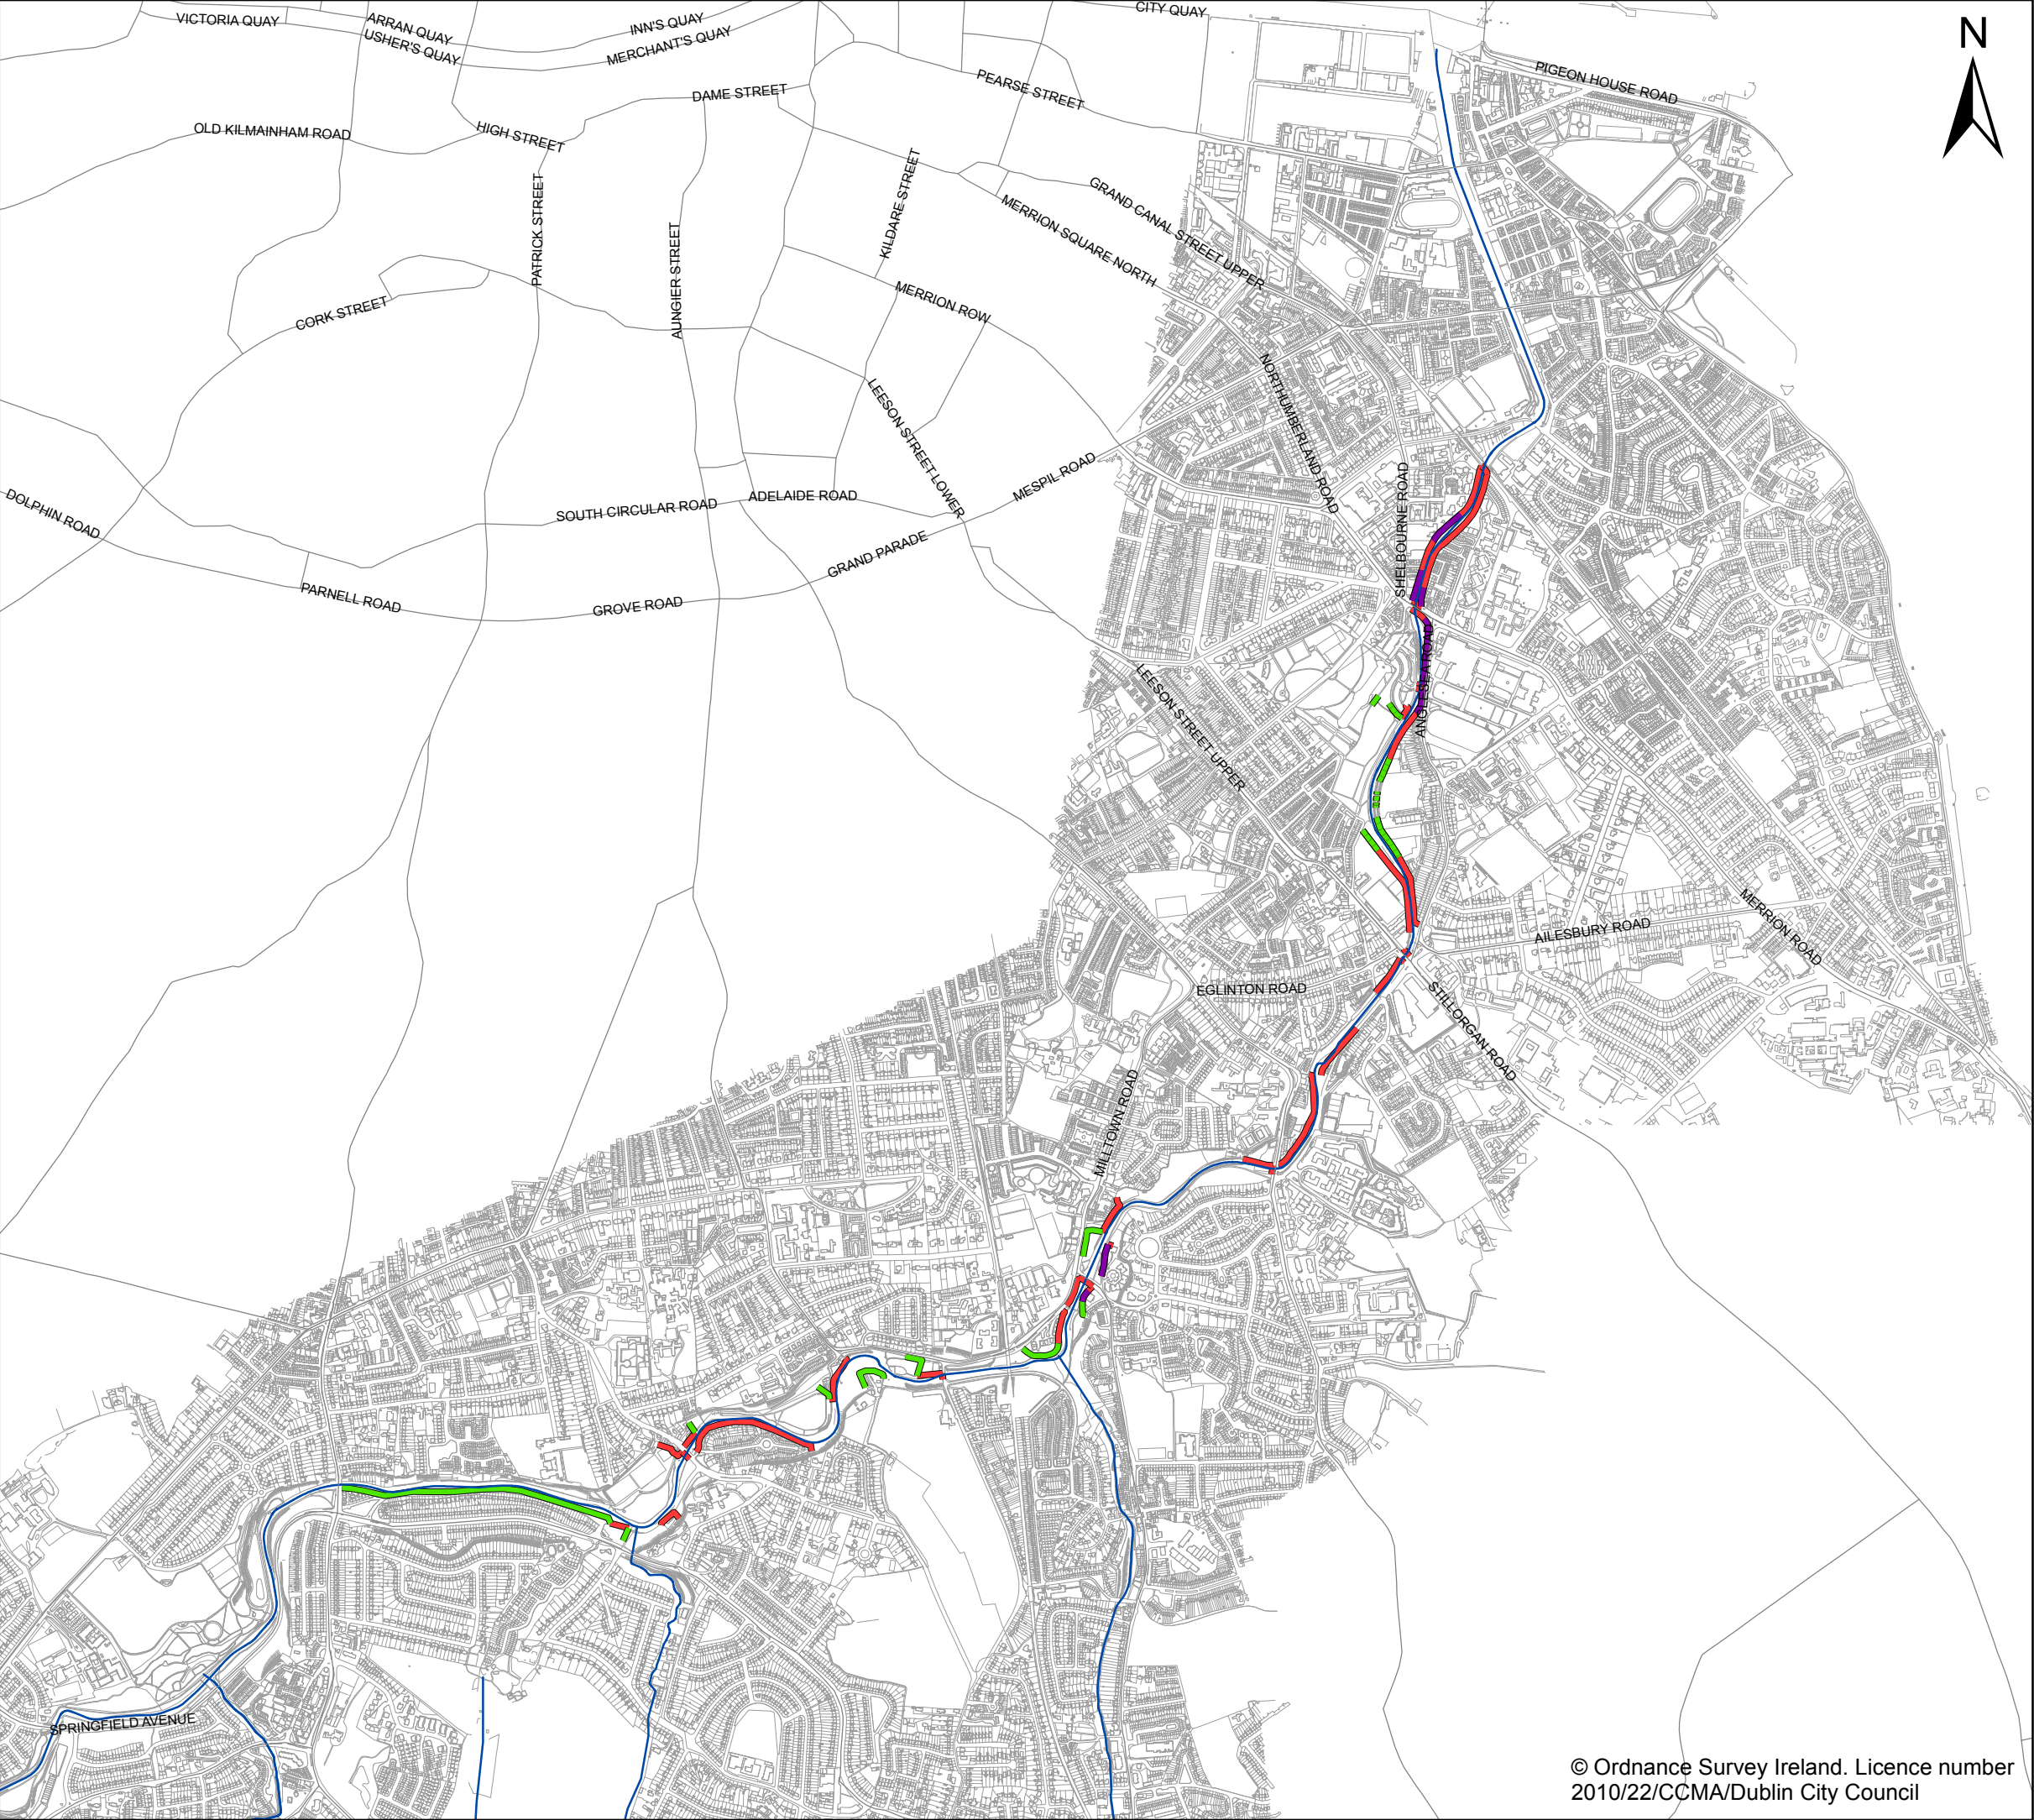 CITY QUAY
VICTORIA QUAY
ARRAN QUAY
USHER'S QUAY
INN'S QUAY
MERCHANT'S QUAY
N
PIGEON HOUSE ROAD
PEARSE STREET
DAME STREET
OLD KILMAINHAM ROAD
HIGH STREET
PATRICK STREET
AUNGIER STREET
KILDARE STREET
GRAND CANAL STREET UPPER
MERRION SQUARE NORTH
MERRION ROW
CORK STREET
NORTHUMBERLAND ROAD
LEESON STREET LOWER
MESPIL ROAD
SHELBOURNE ROAD
DOLPHIN ROAD
SOUTH CIRCULAR ROAD
ADELAIDE ROAD
GRAND PARADE
PARNELL ROAD
GROVE ROAD
ANGLESEA ROAD
LEESON STREET UPPER
MERRION ROAD
AILESBURY ROAD
EGLINTON ROAD
STILLORGAN ROAD
MILLTOWN ROAD
SPRINGFIELD AVENUE
© Ordnance Survey Ireland. Licence number
2010/22/CCMA/Dublin City Council